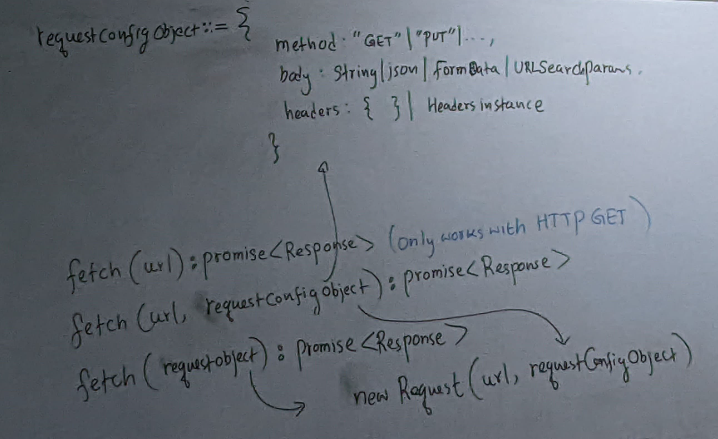 requestConfigObject::= {
method: "GET" | "PUT" | ...,
body: String | json | FormData | URLSearchParams,
headers: { } | Headers instance
}
fetch(url): promise<Response> (only works with HTTP GET)
fetch(url, requestConfigObject): promise<Response>
fetch(requestobject): promise<Response>
new Request(url, requestConfigObject)